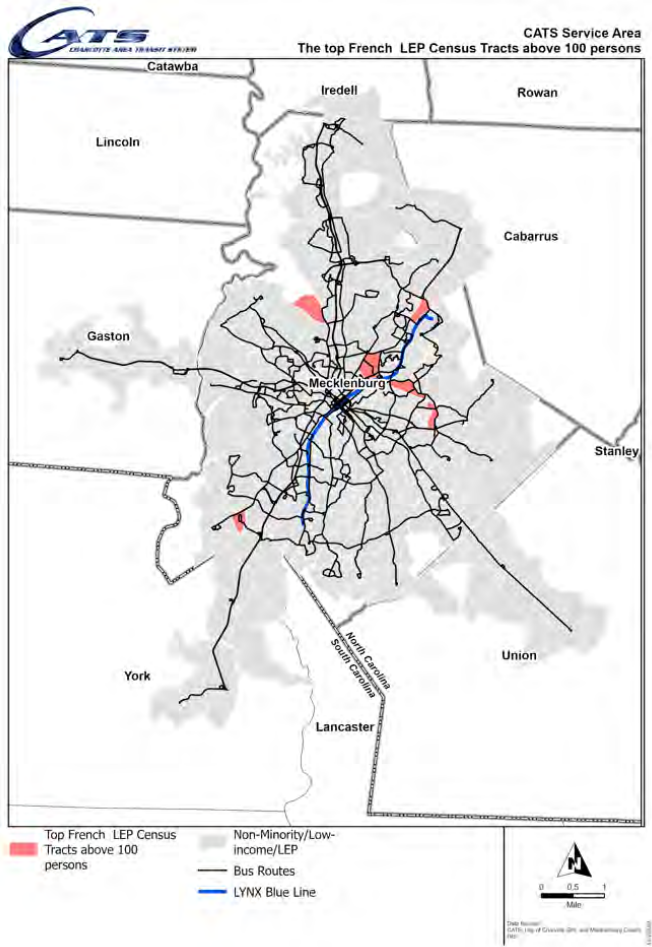 CATS
CHARLOTTE AREA TRANSIT SYSTEM
CATS Service Area
The top French LEP Census Tracts above 100 persons
Catawba
Iredell
Rowan
Lincoln
Cabarrus
Gaston
Mecklenburg
Stanley
Union
York
North Carolina
South Carolina
Lancaster
Top French LEP Census
Tracts above 100
persons
Non-Minority/Low-
income/LEP
Bus Routes
LYNX Blue Line
N
0 0.5 1
Mile